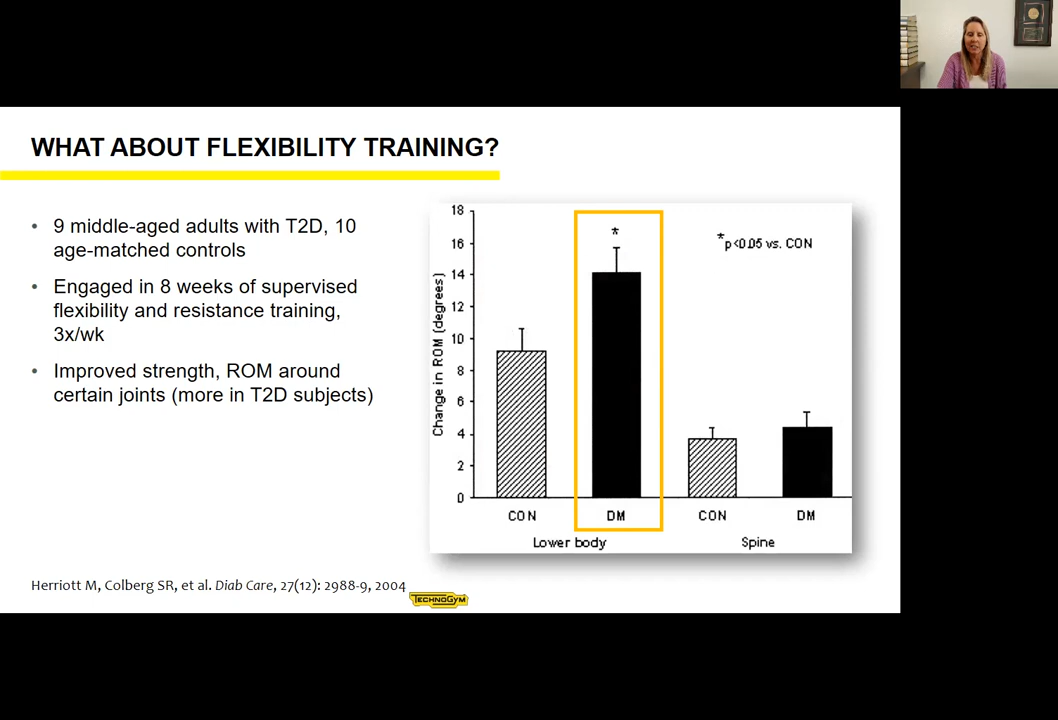 WHAT ABOUT FLEXIBILITY TRAINING?
• 9 middle-aged adults with T2D, 10
age-matched controls
• Engaged in 8 weeks of supervised
flexibility and resistance training,
3x/wk
• Improved strength, ROM around
certain joints (more in T2D subjects)
Change in ROM (degrees)
18
16
14
12
10
8
6
4
2
0
*
*p<0.05 vs. CON
CON
DM
CON
DM
Lower body
Spine
Herriott M, Colberg SR, et al. Diab Care, 27(12): 2988-9, 2004
TECHNOGYM